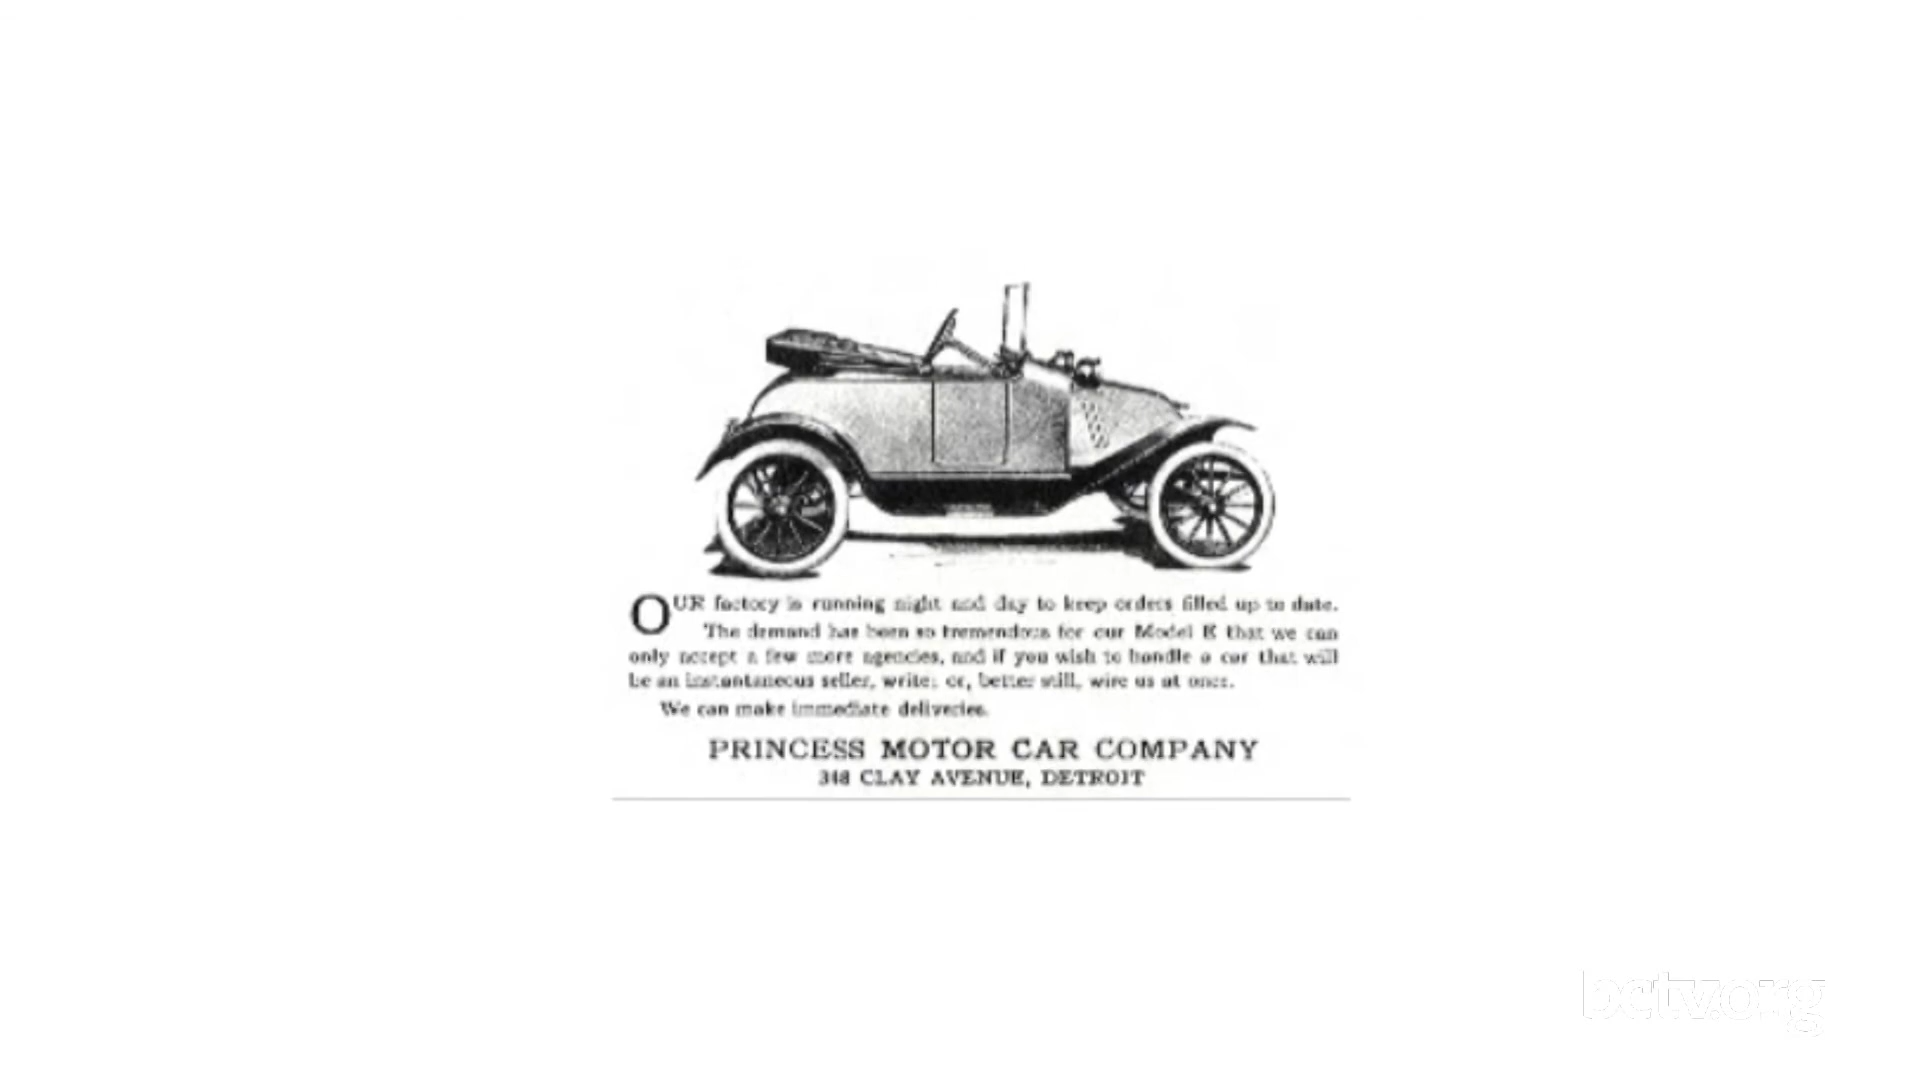 OUR factory is running night and day to keep orders filled up to date.
The demand has been so tremendous for our Model E that we can
only accept a few more agencies, and if you wish to handle a car that will
be an instantaneous seller, write; or, better still, wire us at once.
We can make immediate deliveries.
PRINCESS MOTOR CAR COMPANY
348 CLAY AVENUE, DETROIT
bctv.org